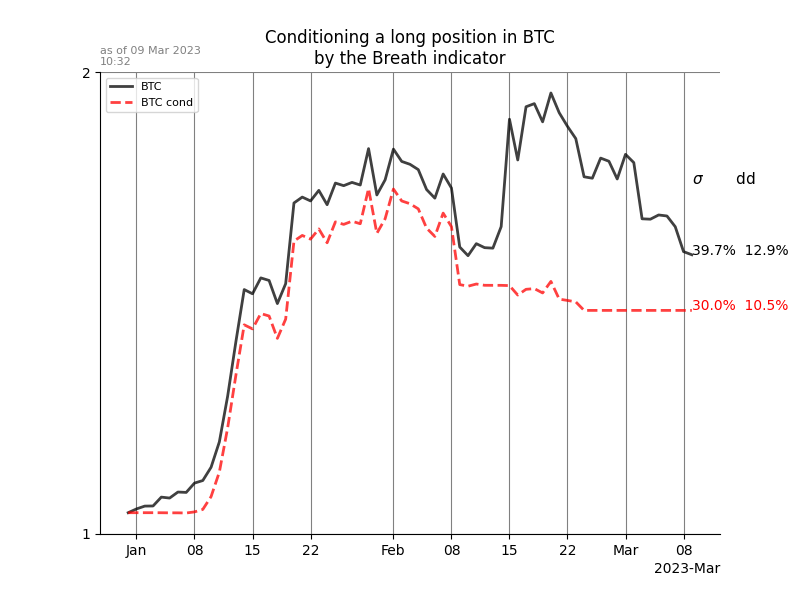 Conditioning a long position in BTC
by the Breath indicator
as of 09 Mar 2023
10:32
2
BTC
BTC cond
σ dd
39.7% 12.9%
30.0% 10.5%
1
Jan 08 15 22 Feb 08 15 22 Mar 08
2023-Mar